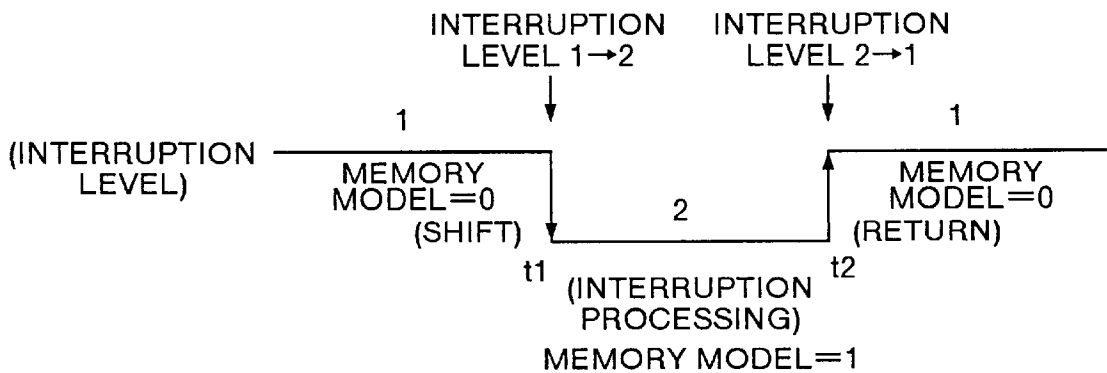 INTERRUPTION
LEVEL 1→2
INTERRUPTION
LEVEL 2→1
1
1
(INTERRUPTION
LEVEL)
MEMORY
MODEL=0
MEMORY
MODEL=0
2
(SHIFT)
(RETURN)
t1
t2
(INTERRUPTION
PROCESSING)
MEMORY MODEL=1